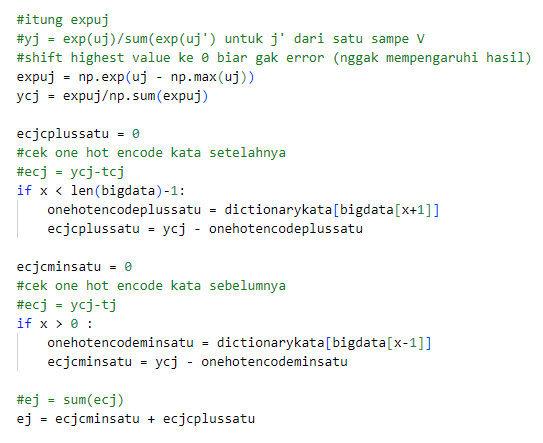 #itung expuj
#yj = exp(uj)/sum(exp(uj') untuk j' dari satu sampe V
#shift highest value ke 0 biar gak error (nggak mempengaruhi hasil)
expuj = np.exp(uj - np.max(uj))
ycj = expuj/np.sum(expuj)

ecjcplussatu = 0
#cek one hot encode kata setelahnya
#ecj = ycj-tcj
if x < len(bigdata)-1:
    onehotencodeplussatu = dictionarykata[bigdata[x+1]]
    ecjcplussatu = ycj - onehotencodeplussatu

ecjcminsatu = 0
#cek one hot encode kata sebelumnya
#ecj = ycj-tj
if x > 0 :
    onehotencodeminsatu = dictionarykata[bigdata[x-1]]
    ecjcminsatu = ycj - onehotencodeminsatu

#ej = sum(ecj)
ej = ecjcminsatu + ecjcplussatu